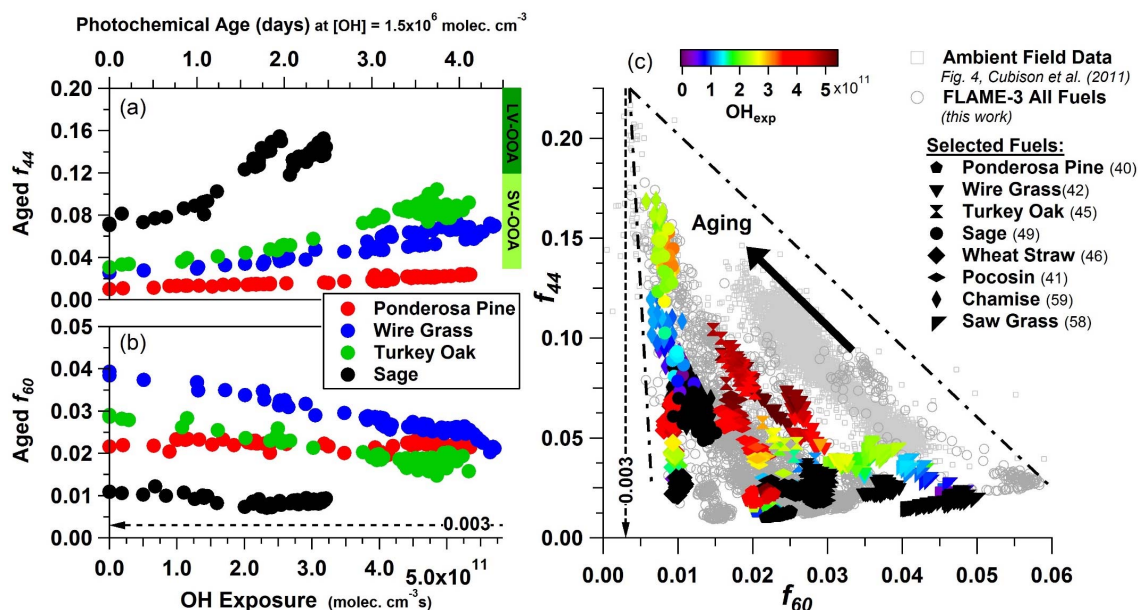 Photochemical Age (days) at [OH] = 1.5x10⁶ molec. cm⁻³
0.0 1.0 2.0 3.0 4.0
(a)
0.20
0.16
0.12
0.08
0.04
0.00
Aged f₄₄
LV-OOA
SV-OOA
Ponderosa Pine
Wire Grass
Turkey Oak
Sage
(b)
0.05
0.04
0.03
0.02
0.01
0.00
Aged f₆₀
0.003
0.0 1.0 2.0 3.0 4.0 5.0x10¹¹
OH Exposure (molec. cm⁻³s)
(c)
0 1 2 3 4 5 x10¹¹
OHexp
Ambient Field Data
Fig. 4, Cubison et al. (2011)
FLAME-3 All Fuels
(this work)
Selected Fuels:
Ponderosa Pine (40)
Wire Grass (42)
Turkey Oak (45)
Sage (49)
Wheat Straw (46)
Pocosin (41)
Chamise (59)
Saw Grass (58)
Aging
0.20
0.15
0.10
0.05
0.00
f₄₄
0.003
0.00 0.01 0.02 0.03 0.04 0.05 0.06
f₆₀